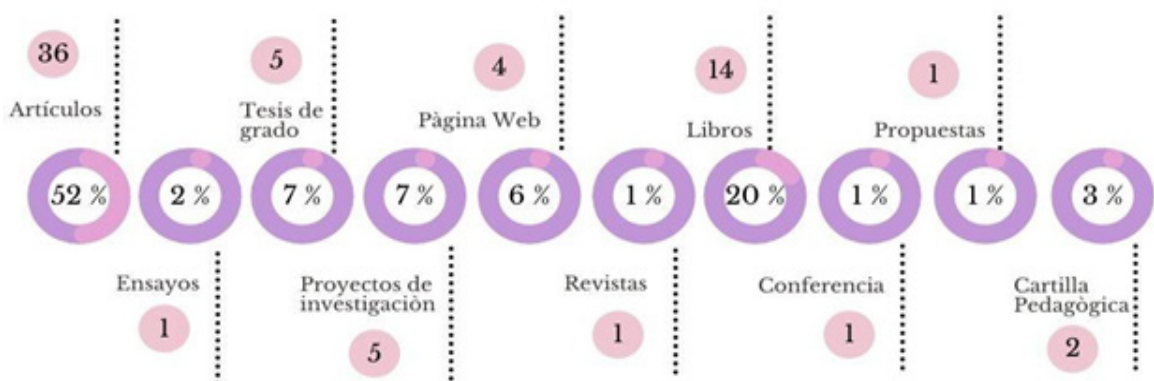 36
Artículos
5
Tesis de
grado
4
Pàgina Web
14
Libros
1
Propuestas
52 %
2 %
7 %
7 %
6 %
1 %
20 %
1 %
1 %
3 %
Ensayos
1
Proyectos de
investigaciòn
5
Revistas
1
Conferencia
1
Cartilla
Pedagògica
2